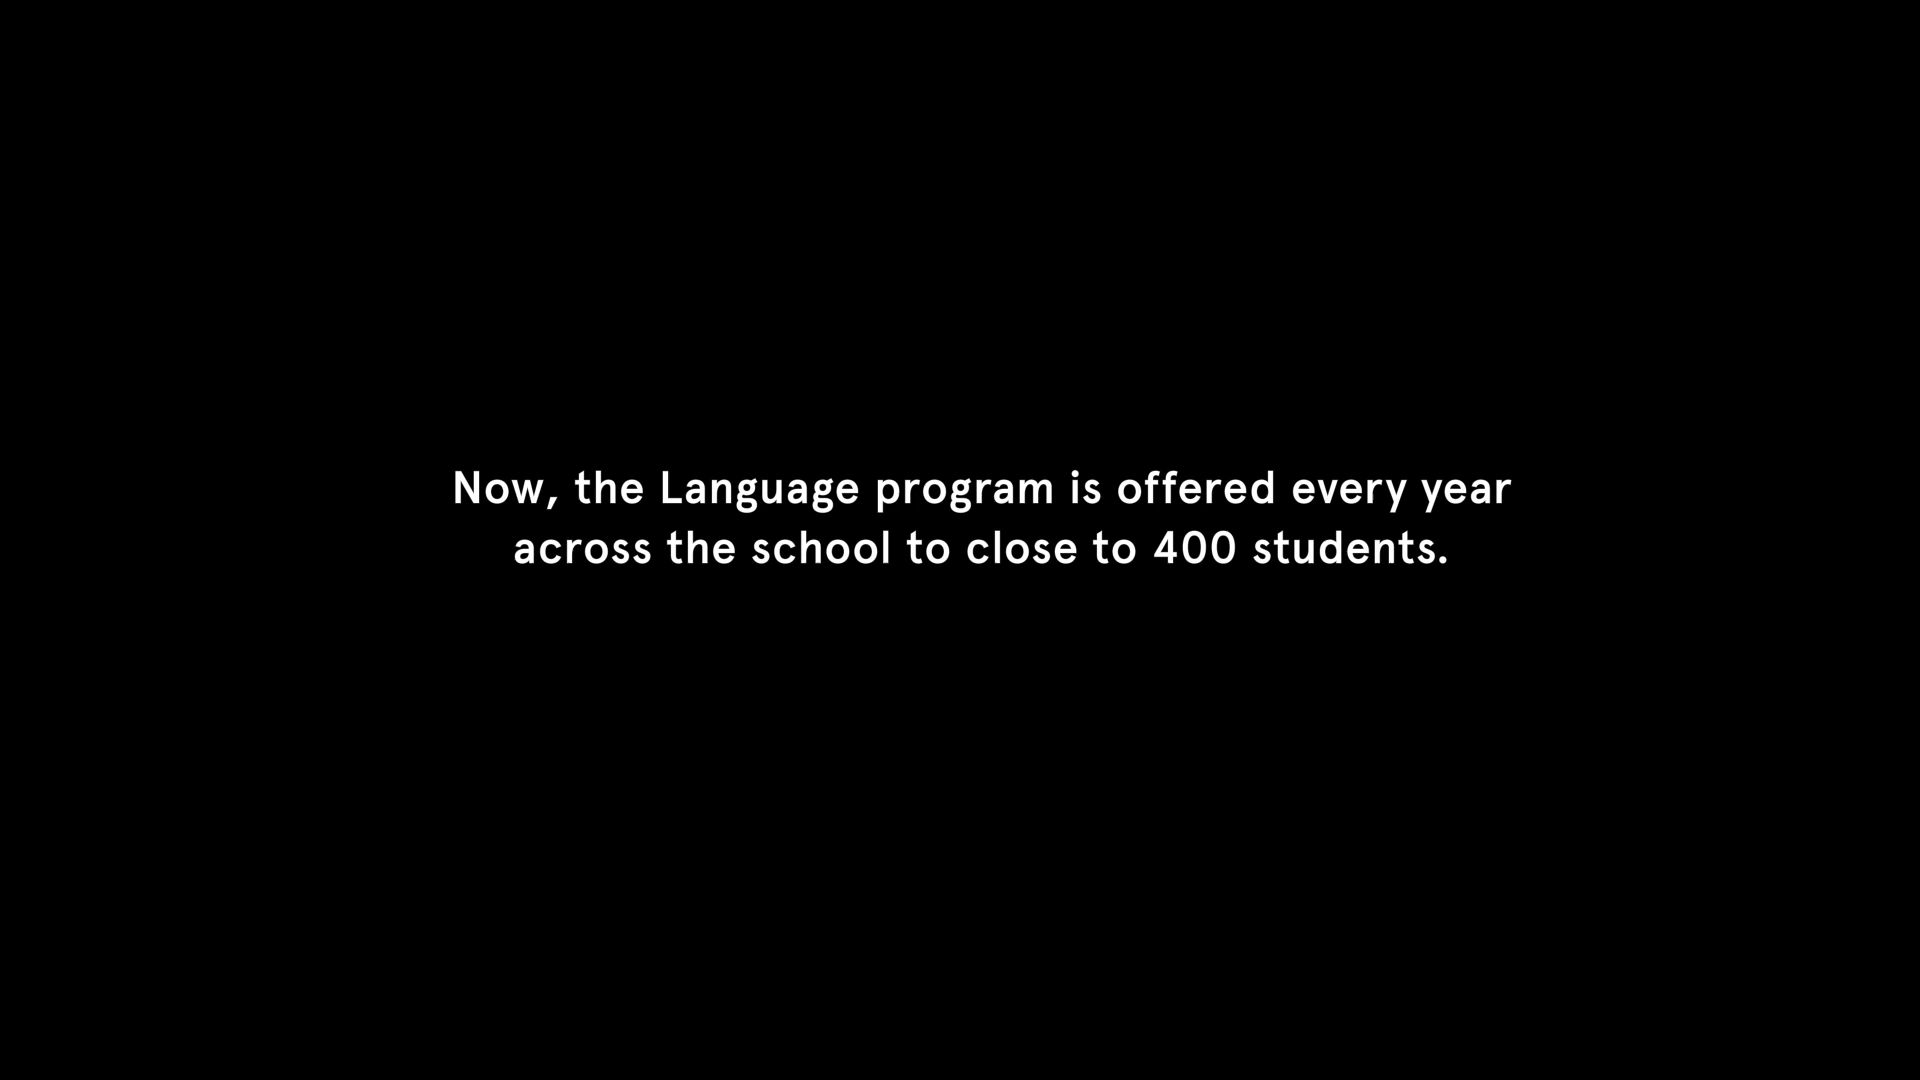 Now, the Language program is offered every year
across the school to close to 400 students.